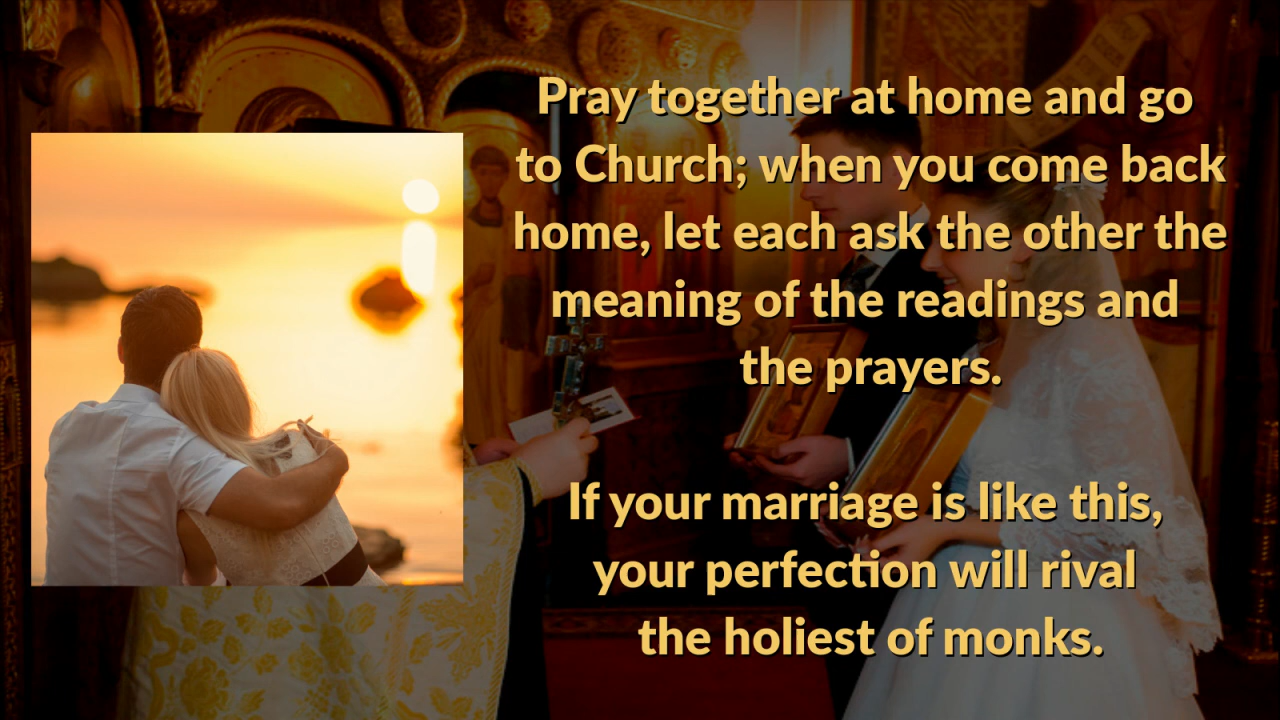 Pray together at home and go
to Church; when you come back
home, let each ask the other the
meaning of the readings and
the prayers.
If your marriage is like this,
your perfection will rival
the holiest of monks.